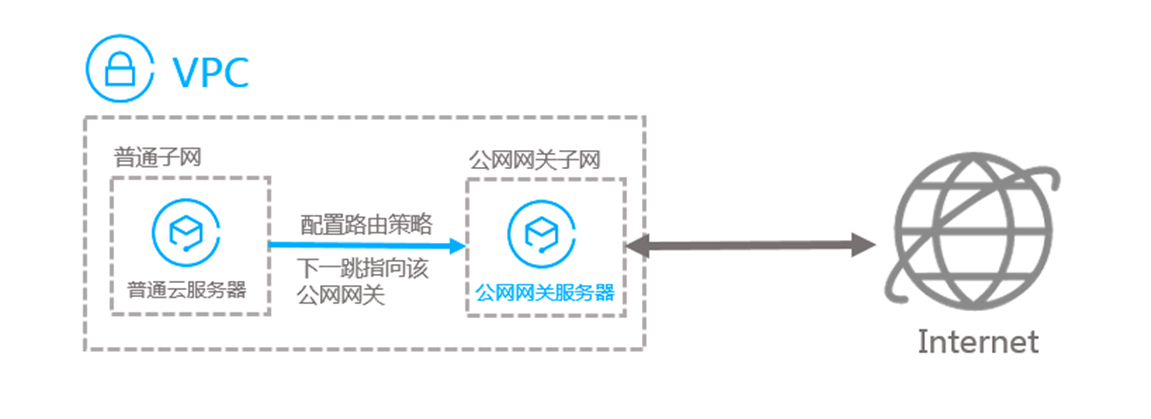 VPC
普通子网
公网网关子网
配置路由策略
下一跳指向该
公网网关
普通云服务器
公网网关服务器
Internet